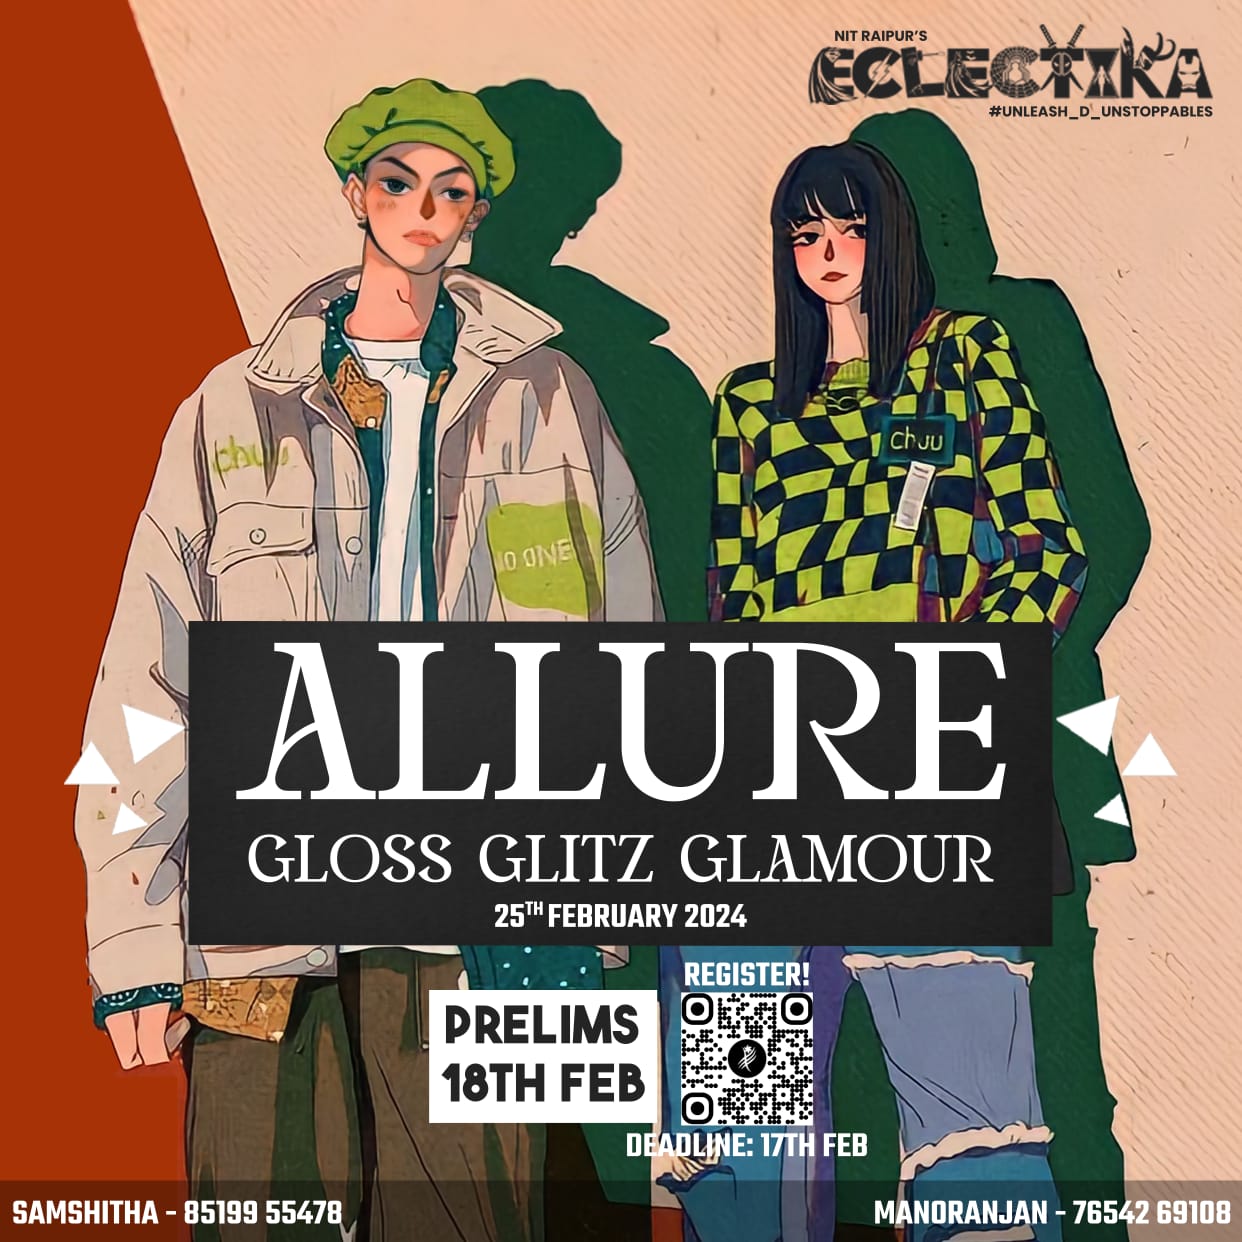 NIT RAIPUR'S
ECLECTIKA
#UNLEASH_D_UNSTOPPABLES
chuu
chuu
IO ONE
ALLURE
GLOSS GLITZ GLAMOUR
25TH FEBRUARY 2024
REGISTER!
PRELIMS
18TH FEB
DEADLINE: 17TH FEB
SAMSHITHA - 85199 55478
MANORANJAN - 76542 69108